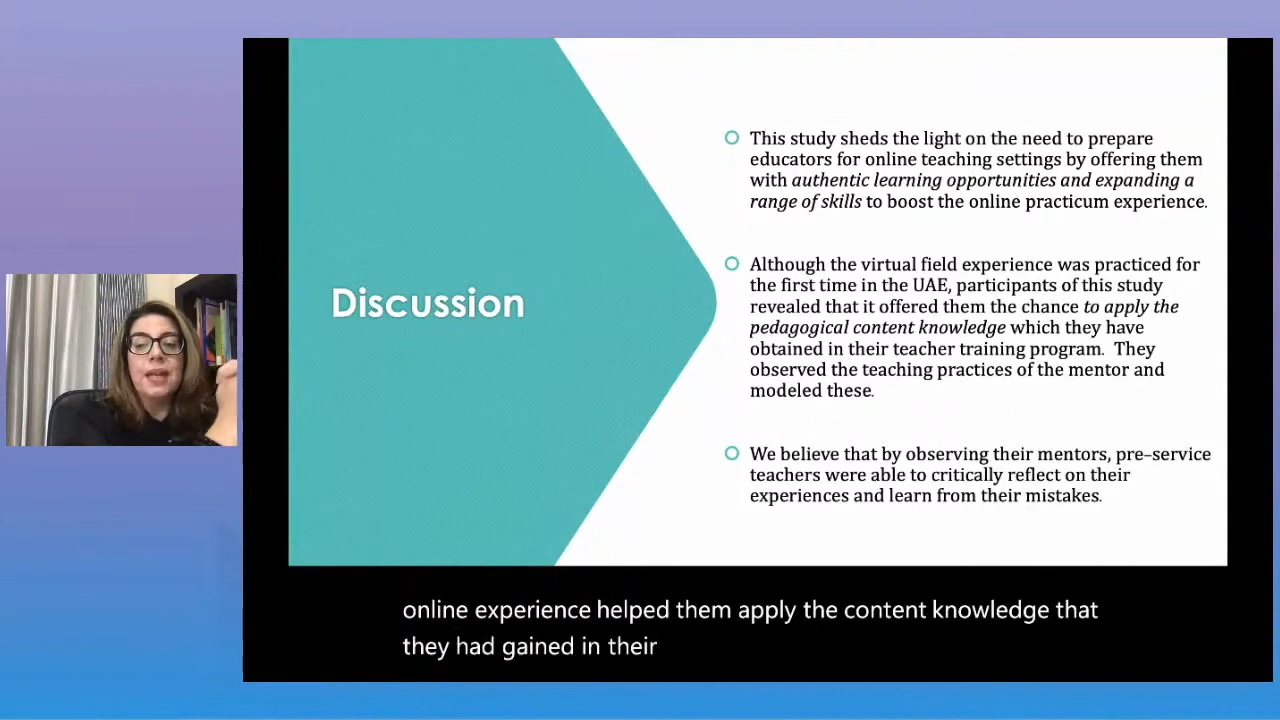 Discussion
This study sheds the light on the need to prepare
educators for online teaching settings by offering them
with authentic learning opportunities and expanding a
range of skills to boost the online practicum experience.
Although the virtual field experience was practiced for
the first time in the UAE, participants of this study
revealed that it offered them the chance to apply the
pedagogical content knowledge which they have
obtained in their teacher training program.  They
observed the teaching practices of the mentor and
modeled these.
We believe that by observing their mentors, pre–service
teachers were able to critically reflect on their
experiences and learn from their mistakes.
online experience helped them apply the content knowledge that
they had gained in their